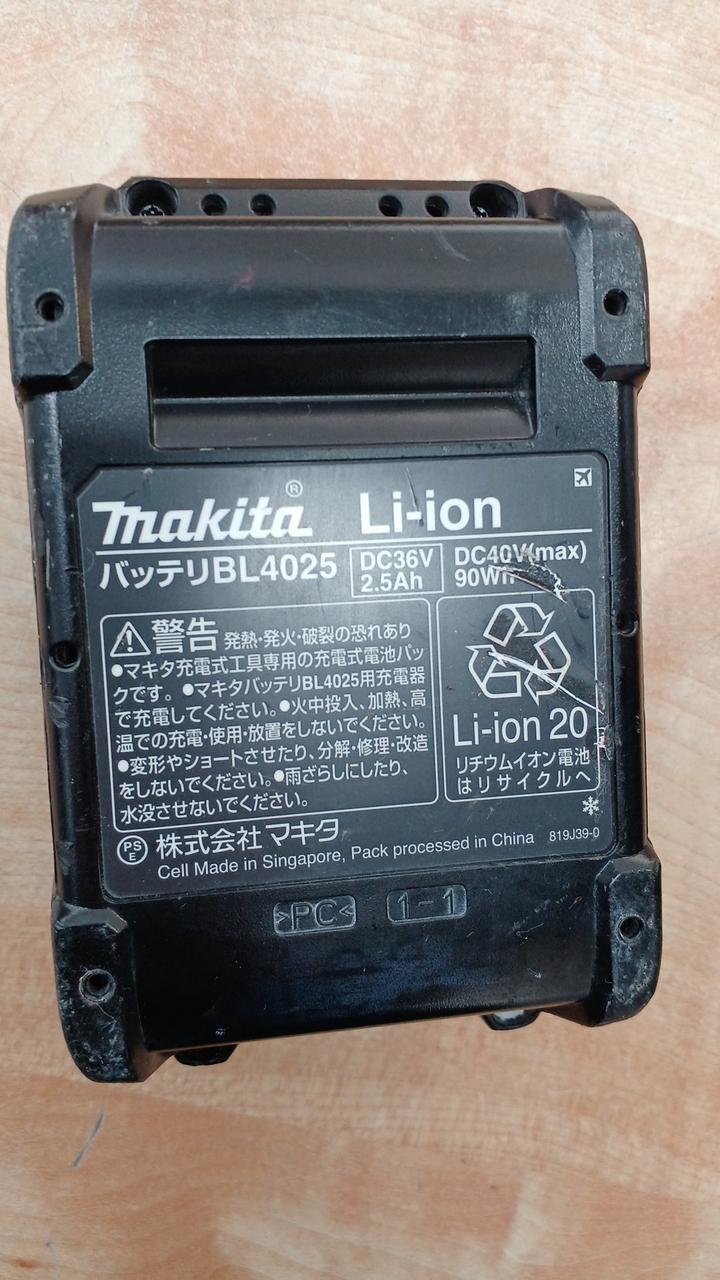 makita® Li-ion
バッテリBL4025 DC36V 2.5Ah DC40V(max) 90Wh
警告 発熱・発火・破裂の恐れあり
●マキタ充電式工具専用の充電式電池パッ
クです。●マキタバッテリBL4025用充電器
で充電してください。●火中投入、加熱、高
温での充電・使用・放置をしないでください。
●変形やショートさせたり、分解・修理・改造
をしないでください。●雨ざらしにしたり、
水没させないでください。
Li-ion 20
リチウムイオン電池
はリサイクルへ
PS
E
株式会社マキタ
Cell Made in Singapore, Pack processed in China 819J39-0
>PC< 1-1